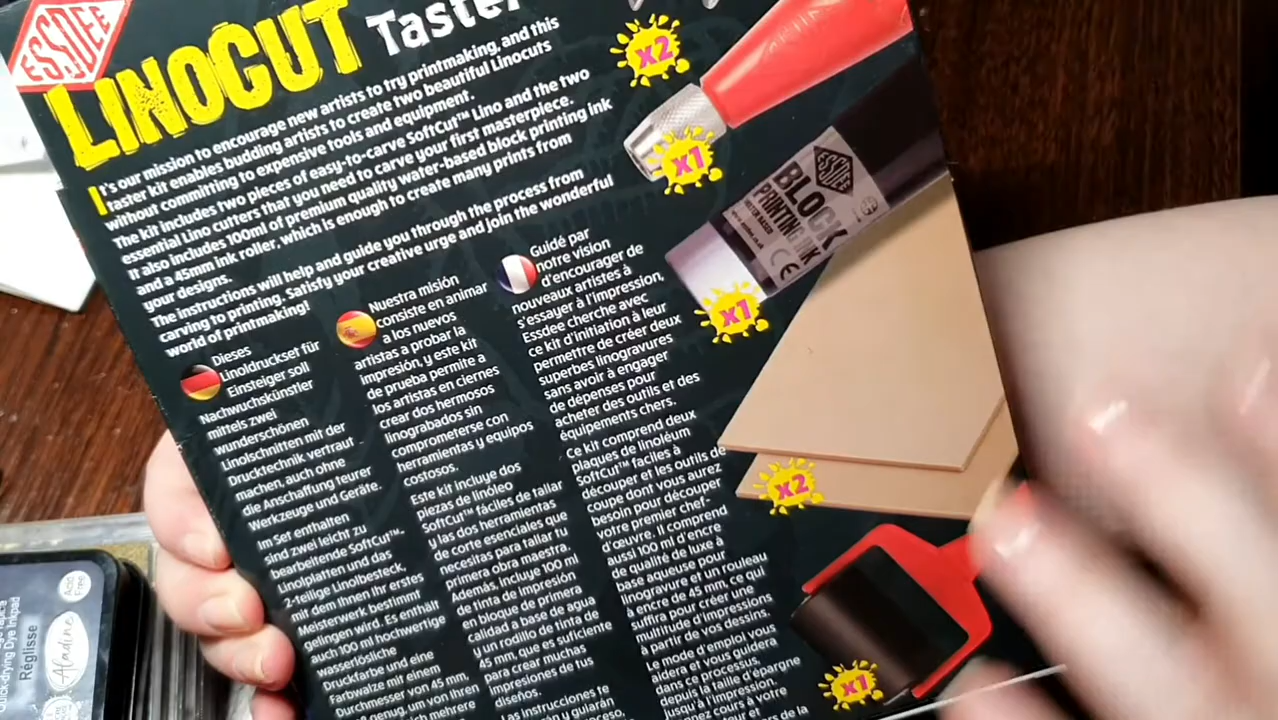 ESSDEE
LINOCUT Taster
It's our mission to encourage new artists to try printmaking, and this
taster kit enables budding artists to create two beautiful Linocuts
without committing to expensive tools and equipment.
The kit includes two pieces of easy-to-carve SoftCut™ Lino and the two
essential Lino cutters that you need to carve your first masterpiece.
It also includes 100ml of premium quality water-based block printing ink
and a 45mm ink roller, which is enough to create many prints from
your designs.
The instructions will help and guide you through the process from
carving to printing. Satisfy your creative urge and join the wonderful
world of printmaking!
Dieses
Linoldruckset für
Einsteiger soll
Nachwuchskünstler
mittels zwei
wunderschönen
Linolschnitten mit der
Drucktechnik vertraut
machen, auch ohne
die Anschaffung teurer
Werkzeuge und Geräte.
Im Set enthalten
sind zwei leicht zu
bearbeitende SoftCut™-
Linolplatten und das
2-teilige Linolbesteck,
mit dem Ihnen Ihr erstes
Meisterwerk bestimmt
gelingen wird. Es enthält
auch 100 ml hochwertige
wasserlösliche
Druckfarbe und eine
Farbwalze mit einem
Durchmesser von 45 mm,
genug, um von Ihren
mehrere
Nuestra misión
consiste en animar
a los nuevos
artistas a probar la
impresión, y este kit
de prueba permite a
los artistas en ciernes
crear dos hermosos
linograbados sin
comprometerse con
herramientas y equipos
costosos.
Este kit incluye dos
piezas de linóleo
SoftCut™ fáciles de tallar
y las dos herramientas
de corte esenciales que
necesitas para tallar tu
primera obra maestra.
Además, incluye 100 ml
de tinta de impresión
en bloque de primera
calidad a base de agua
y un rodillo de tinta de
45 mm, que es suficiente
para crear muchas
impresiones de tus
diseños.
Las instrucciones te
y guiarán
proceso,
Guidé par
notre vision
d'encourager de
nouveaux artistes à
s'essayer à l'impression,
Essdee cherche avec
ce kit d'initiation à leur
permettre de créer deux
superbes linogravures
sans avoir à engager
de dépenses pour
acheter des outils et des
équipements chers.
Ce kit comprend deux
plaques de linoléum
SoftCut™ faciles à
découper et les outils de
coupe dont vous aurez
besoin pour découper
votre premier chef-
d'œuvre. Il comprend
aussi 100 ml d'encre
de qualité de luxe à
base aqueuse pour
linogravure et un rouleau
à encre de 45 mm, ce qui
suffira pour créer une
multitude d'impressions
à partir de vos dessins.
Le mode d'emploi vous
aidera et vous guidera
dans ce processus,
depuis la taille d'épargne
jusqu'à l'impression.
x2
x1
ESSDEE
BLOCK
PRINTING INK
WATER BASED
CE
x1
x2
x1
Quick-drying Dye Inkpad
Réglisse
Acid
Free
Aladine